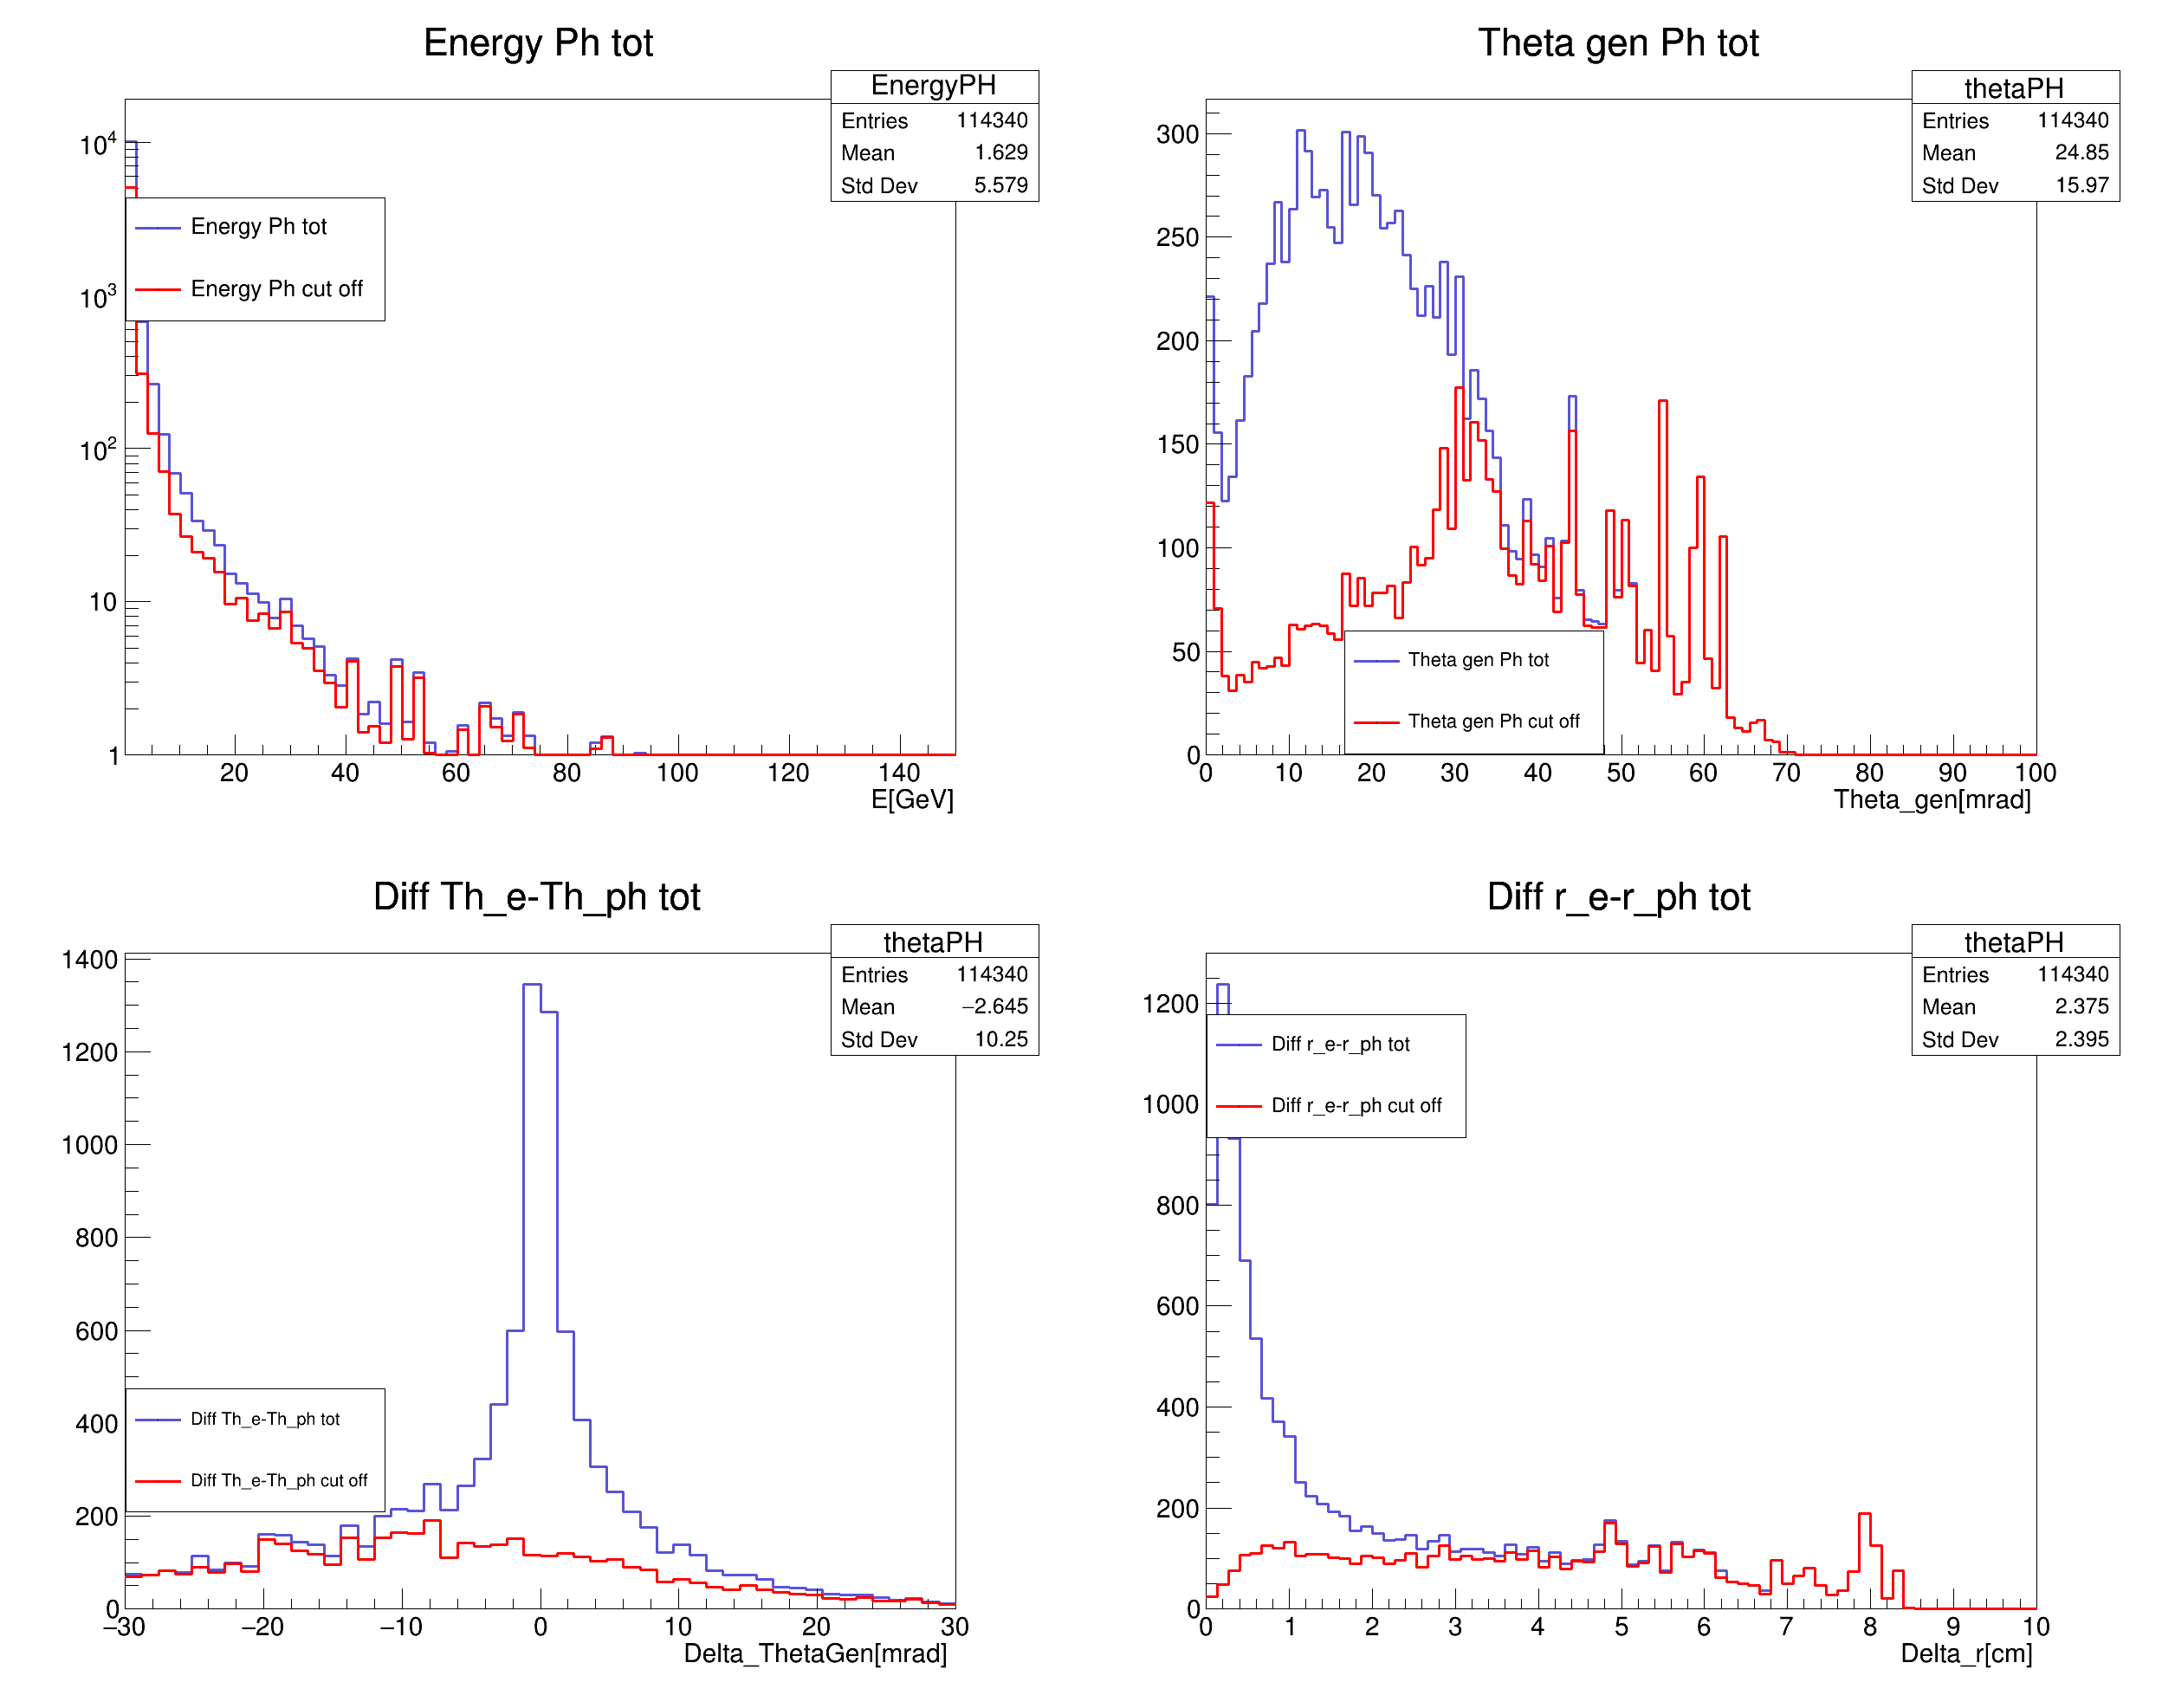 Energy Ph tot
EnergyPH
Entries 114340
Mean 1.629
Std Dev 5.579
10^4
10^3
10^2
10
1
Energy Ph tot
Energy Ph cut off
20 40 60 80 100 120 140
E[GeV]
Theta gen Ph tot
thetaPH
Entries 114340
Mean 24.85
Std Dev 15.97
300
250
200
150
100
50
0
Theta gen Ph tot
Theta gen Ph cut off
0 10 20 30 40 50 60 70 80 90 100
Theta_gen[mrad]
Diff Th_e-Th_ph tot
thetaPH
Entries 114340
Mean −2.645
Std Dev 10.25
1400
1200
1000
800
600
400
200
0
Diff Th_e-Th_ph tot
Diff Th_e-Th_ph cut off
−30 −20 −10 0 10 20 30
Delta_ThetaGen[mrad]
Diff r_e-r_ph tot
thetaPH
Entries 114340
Mean 2.375
Std Dev 2.395
1200
1000
800
600
400
200
0
Diff r_e-r_ph tot
Diff r_e-r_ph cut off
0 1 2 3 4 5 6 7 8 9 10
Delta_r[cm]